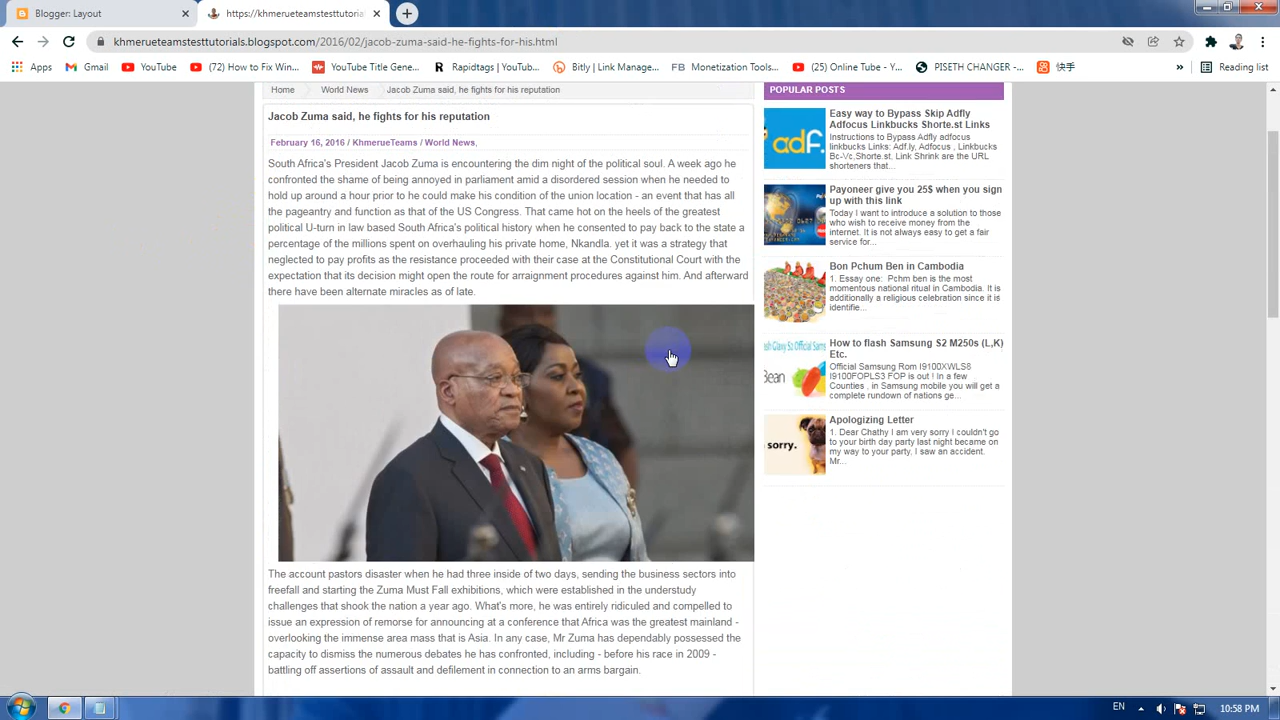 Blogger: Layout
https://khmerueteamstesttutorial
khmerueteamstesttutorials.blogspot.com/2016/02/jacob-zuma-said-he-fights-for-his.html
Apps
Gmail
YouTube
(72) How to Fix Win...
YouTube Title Gene...
Rapidtags | YouTub...
Bitly | Link Manage...
FB Monetization Tools...
(25) Online Tube - Y...
PISETH CHANGER -...
快手
»
Reading list
Home
World News
Jacob Zuma said, he fights for his reputation
Jacob Zuma said, he fights for his reputation
February 16, 2016 / KhmerueTeams / World News,
South Africa's President Jacob Zuma is encountering the dim night of the political soul. A week ago he
confronted the shame of being annoyed in parliament amid a disordered session when he needed to
hold up around a hour prior to he could make his condition of the union location - an event that has all
the pageantry and function as that of the US Congress. That came hot on the heels of the greatest
political U-turn in law based South Africa's political history when he consented to pay back to the state a
percentage of the millions spent on overhauling his private home, Nkandla. yet it was a strategy that
neglected to pay profits as the resistance proceeded with their case at the Constitutional Court with the
expectation that its decision might open the route for arraignment procedures against him. And afterward
there have been alternate miracles as of late.
The account pastors disaster when he had three inside of two days, sending the business sectors into
freefall and starting the Zuma Must Fall exhibitions, which were established in the understudy
challenges that shook the nation a year ago. What's more, he was entirely ridiculed and compelled to
issue an expression of remorse for announcing at a conference that Africa was the greatest mainland -
overlooking the immense area mass that is Asia. In any case, Mr Zuma has dependably possessed the
capacity to dismiss the numerous debates he has confronted, including - before his race in 2009 -
battling off assertions of assault and defilement in connection to an arms bargain.
POPULAR POSTS
adf.
Easy way to Bypass Skip Adfly
Adfocus Linkbucks Shorte.st Links
Instructions to Bypass Adfly adfocus
linkbucks Links: Adf.ly, Adfocus , Linkbucks
Bc-Vc,Shorte.st, Link Shrink are the URL
shorteners that...
Payoneer give you 25$ when you sign
up with this link
Today I want to introduce a solution to those
who wish to receive money from the
internet. It is not always easy to get a fair
service for...
Bon Pchum Ben in Cambodia
1. Essay one: Pchm ben is the most
momentous national ritual in Cambodia. It is
additionally a religious celebration since it is
identifie...
How to flash Samsung S2 M250s (L,K)
Etc.
Official Samsung Rom I9100XWLS8
I9100FOPLS3 FOP is out ! In a few
Counties , in Samsung mobile you will get a
complete rundown of nations ge...
ash Glaxy S2 Official Sams
Bean
Apologizing Letter
1. Dear Chathy I am very sorry I couldn't go
to your birth day party last night became on
my way to your party, I saw an accident.
Mr...
sorry.
EN
10:58 PM